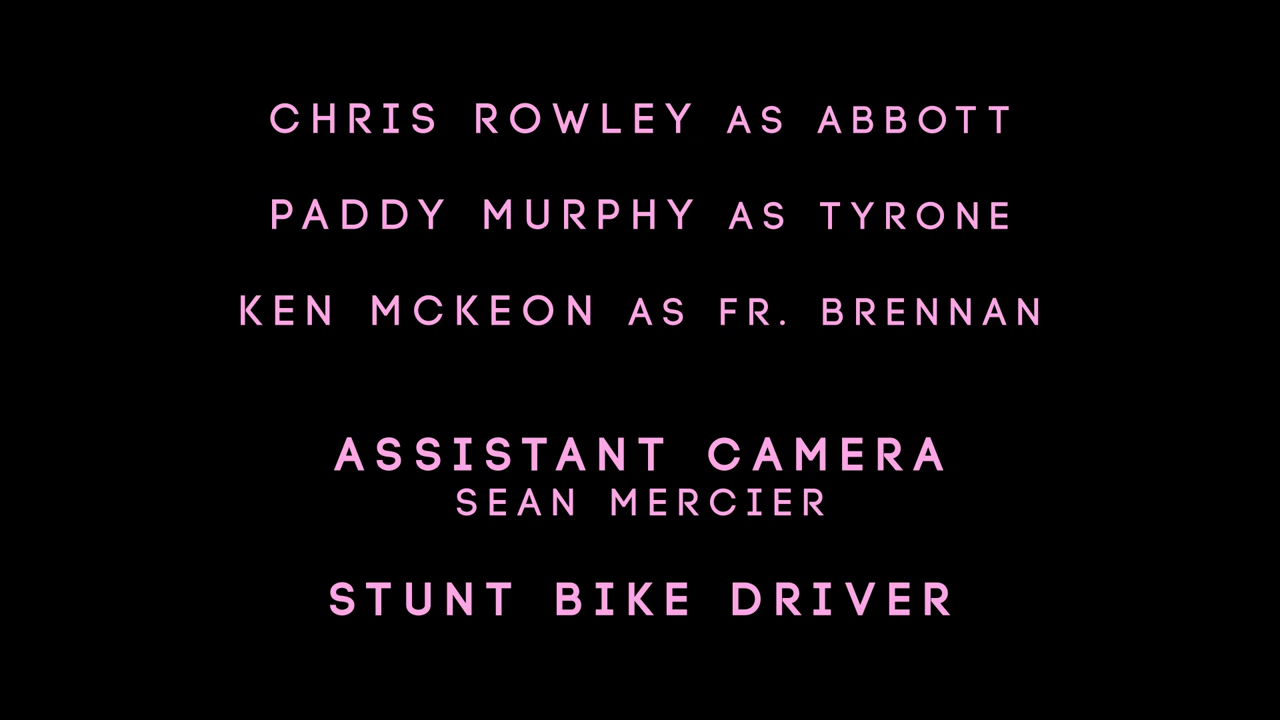 CHRIS ROWLEY AS ABBOTT
PADDY MURPHY AS TYRONE
KEN MCKEON AS FR. BRENNAN
ASSISTANT CAMERA
SEAN MERCIER
STUNT BIKE DRIVER